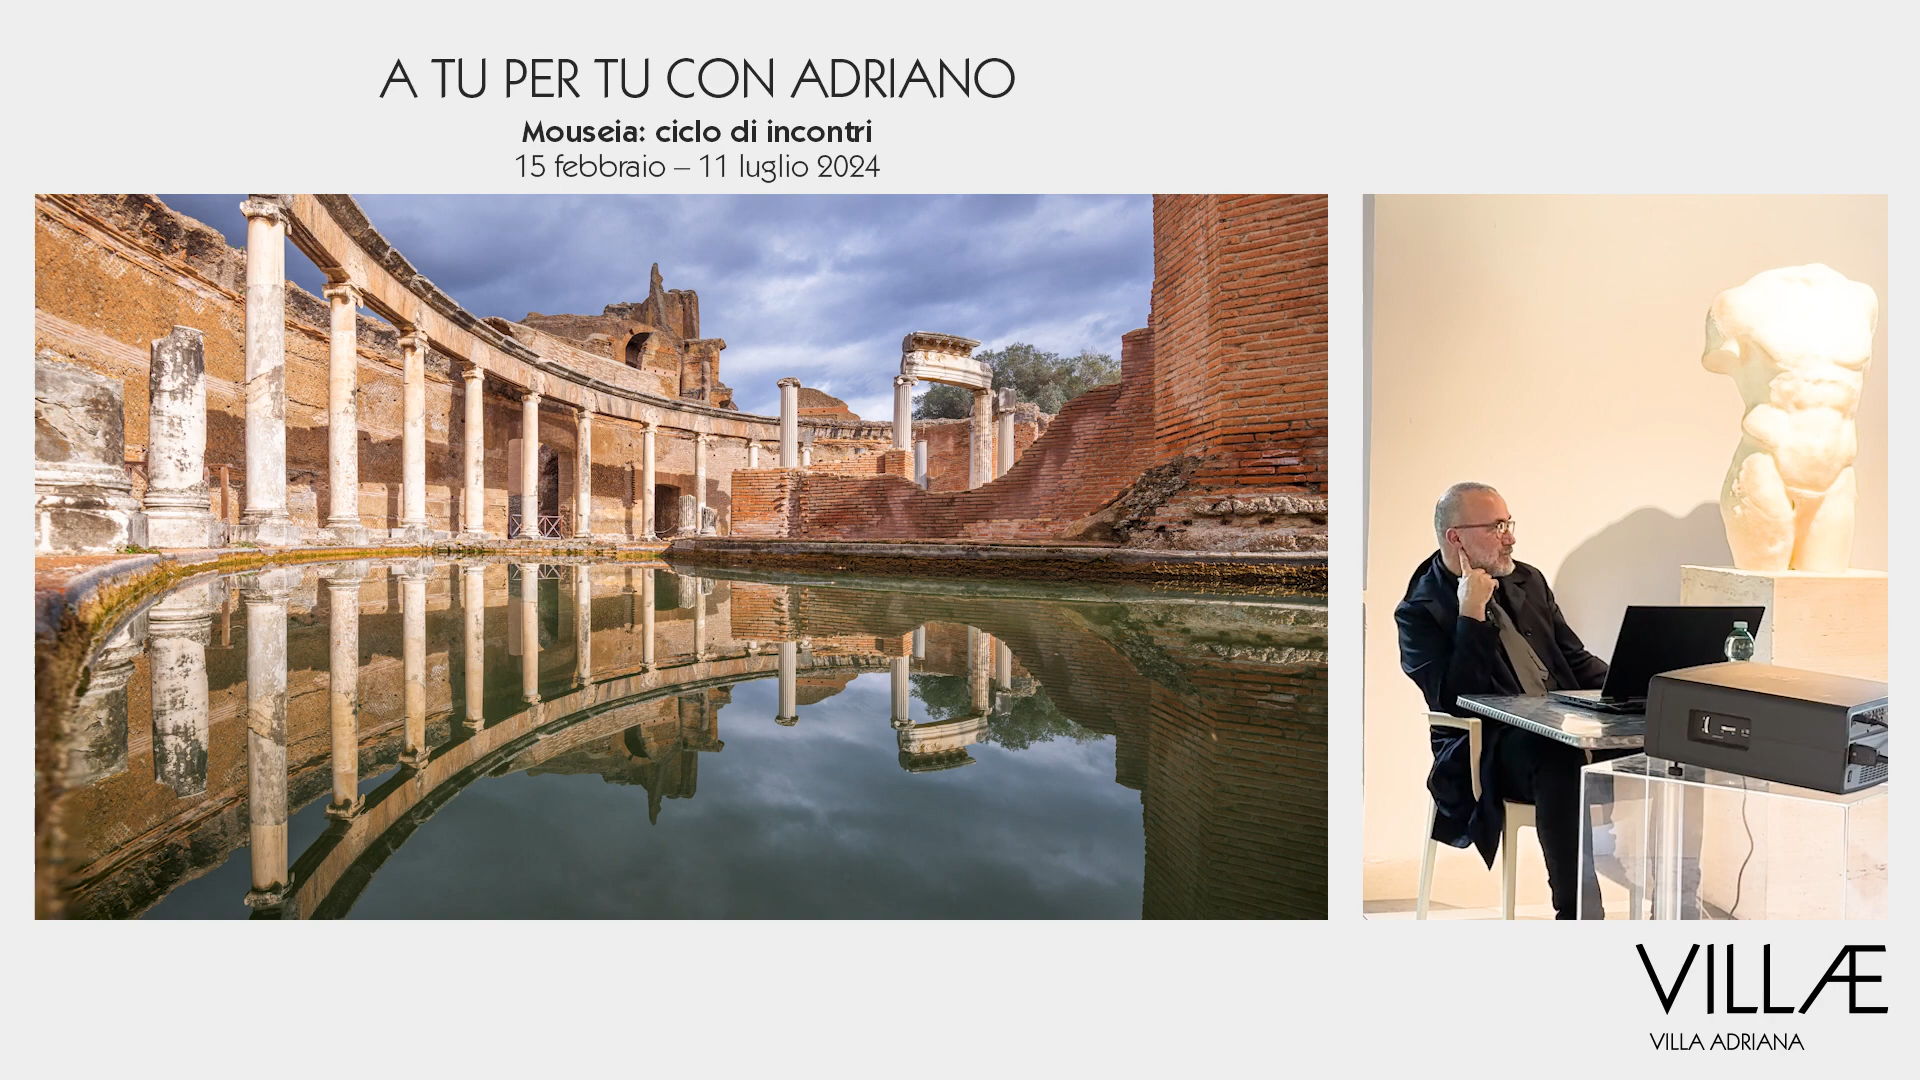 A TU PER TU CON ADRIANO
Mouseia: ciclo di incontri
15 febbraio – 11 luglio 2024
VILLÆ
VILLA ADRIANA